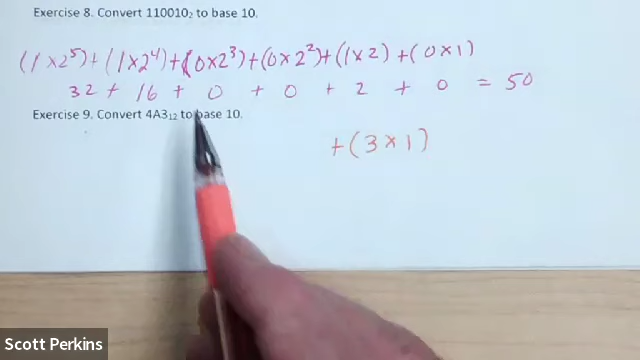 Exercise 8. Convert 110010₂ to base 10.
(1×2⁵)+(1×2⁴)+(0×2³)+(0×2²)+(1×2)+(0×1)
32 + 16 + 0 + 0 + 2 + 0 = 50
Exercise 9. Convert 4A3₁₂ to base 10.
+(3×1)
Scott Perkins